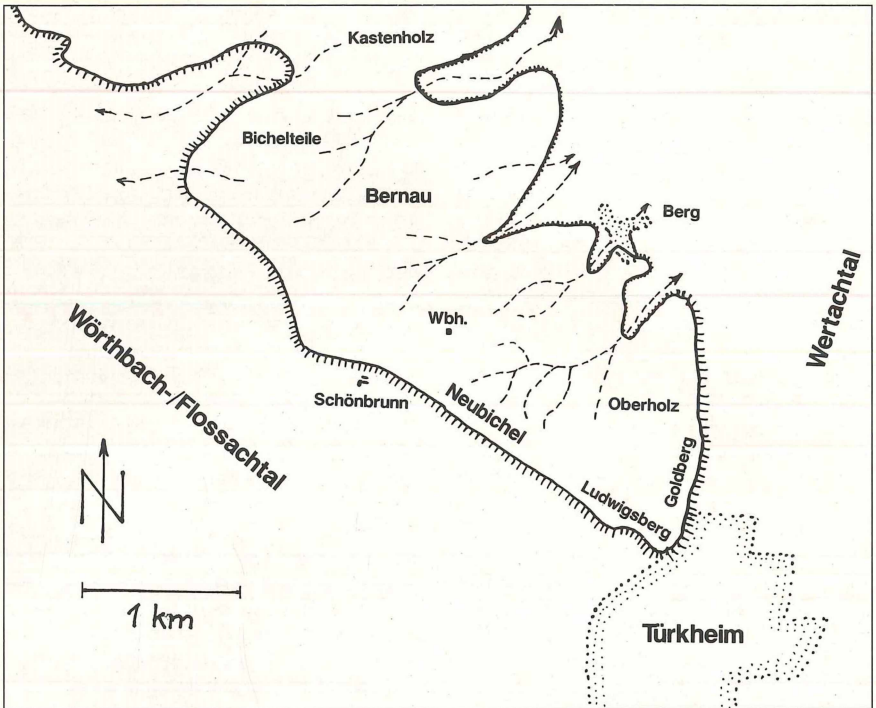 Kastenholz
Bichelteile
Bernau
Berg
Wbh.
Wertachtal
Wörthbach-/Flossachtal
Schönbrunn
Neubichel
Oberholz
Goldberg
Ludwigsberg
N
1 km
Türkheim